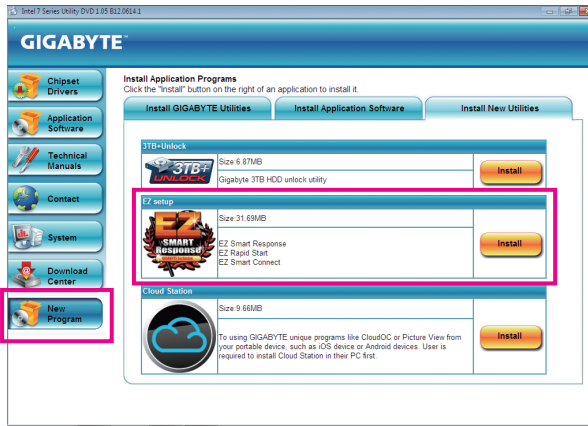 Intel 7 Series Utility DVD 1.05 B12.0614.1
GIGABYTE™
Chipset
Drivers
Application
Software
Technical
Manuals
Contact
System
Download
Center
New
Program
Install Application Programs
Click the "Install" button on the right of an application to install it.
Install GIGABYTE Utilities
Install Application Software
Install New Utilities
3TB+Unlock
3TB+
UNLOCK
Size:6.87MB
Gigabyte 3TB HDD unlock utility
Install
EZ setup
EZ
SMART
Response
Size:31.69MB
EZ Smart Response
EZ Rapid Start
EZ Smart Connect
Install
Cloud Station
Size:9.66MB
To using GIGABYTE unique programs like CloudOC or Picture View from
your portable device, such as iOS device or Android devices. User is
required to install Cloud Station in their PC first.
Install